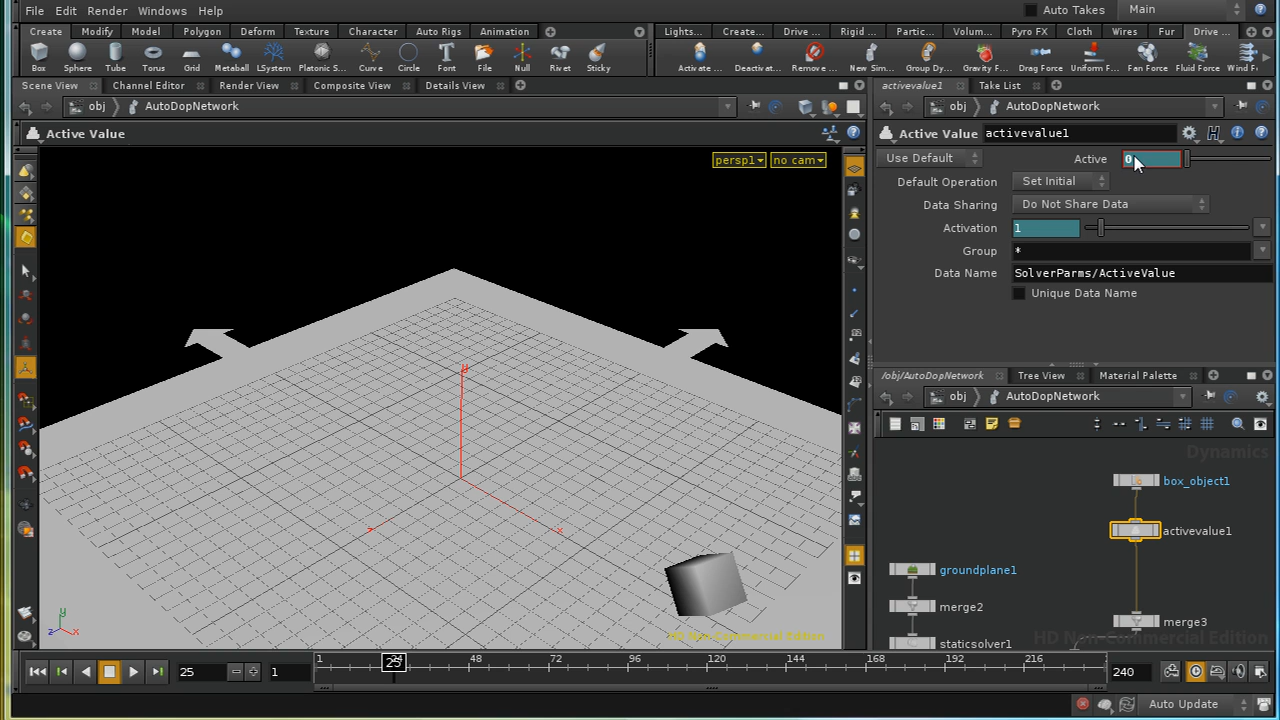 File Edit Render Windows Help Auto Takes Main
Create Modify Model Polygon Deform Texture Character Auto Rigs Animation Lights... Create... Drive ... Rigid ... Partic... Volum... Pyro FX Cloth Wires Fur Drive ...
Box Sphere Tube Torus Grid Metaball LSystem Platonic S... Curve Circle Font File Null Rivet Sticky Activate ... Deactivat... Remove ... New Sim... Group Dy... Gravity F... Drag Force Uniform F... Fan Force Fluid Force Wind F
Scene View Channel Editor Render View Composite View Details View activevalue1 Take List
obj AutoDopNetwork obj AutoDopNetwork
Active Value Active Value activevalue1
persp1 no cam
Use Default Active 0
Default Operation Set Initial
Data Sharing Do Not Share Data
Activation 1
Group *
Data Name SolverParms/ActiveValue
Unique Data Name
y
z x
y
z x
HD Non-Commercial Edition
/obj/AutoDopNetwork Tree View Material Palette
obj AutoDopNetwork
Dynamics
box_object1
activevalue1
groundplane1
merge2
merge3
HD Non-Commercial Edition
staticsolver1
25 1 1 48 72 96 120 144 168 192 216 240
Auto Update